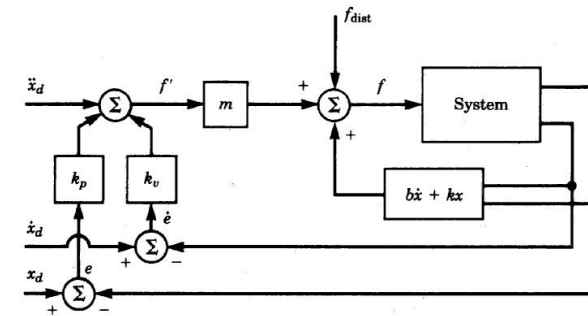 f_dist
ẍ_d
Σ
f′
m
+
Σ
f
System
+
k_p
k_v
bẋ + kx
ẋ_d
ė
+
Σ
−
x_d
e
+
Σ
−